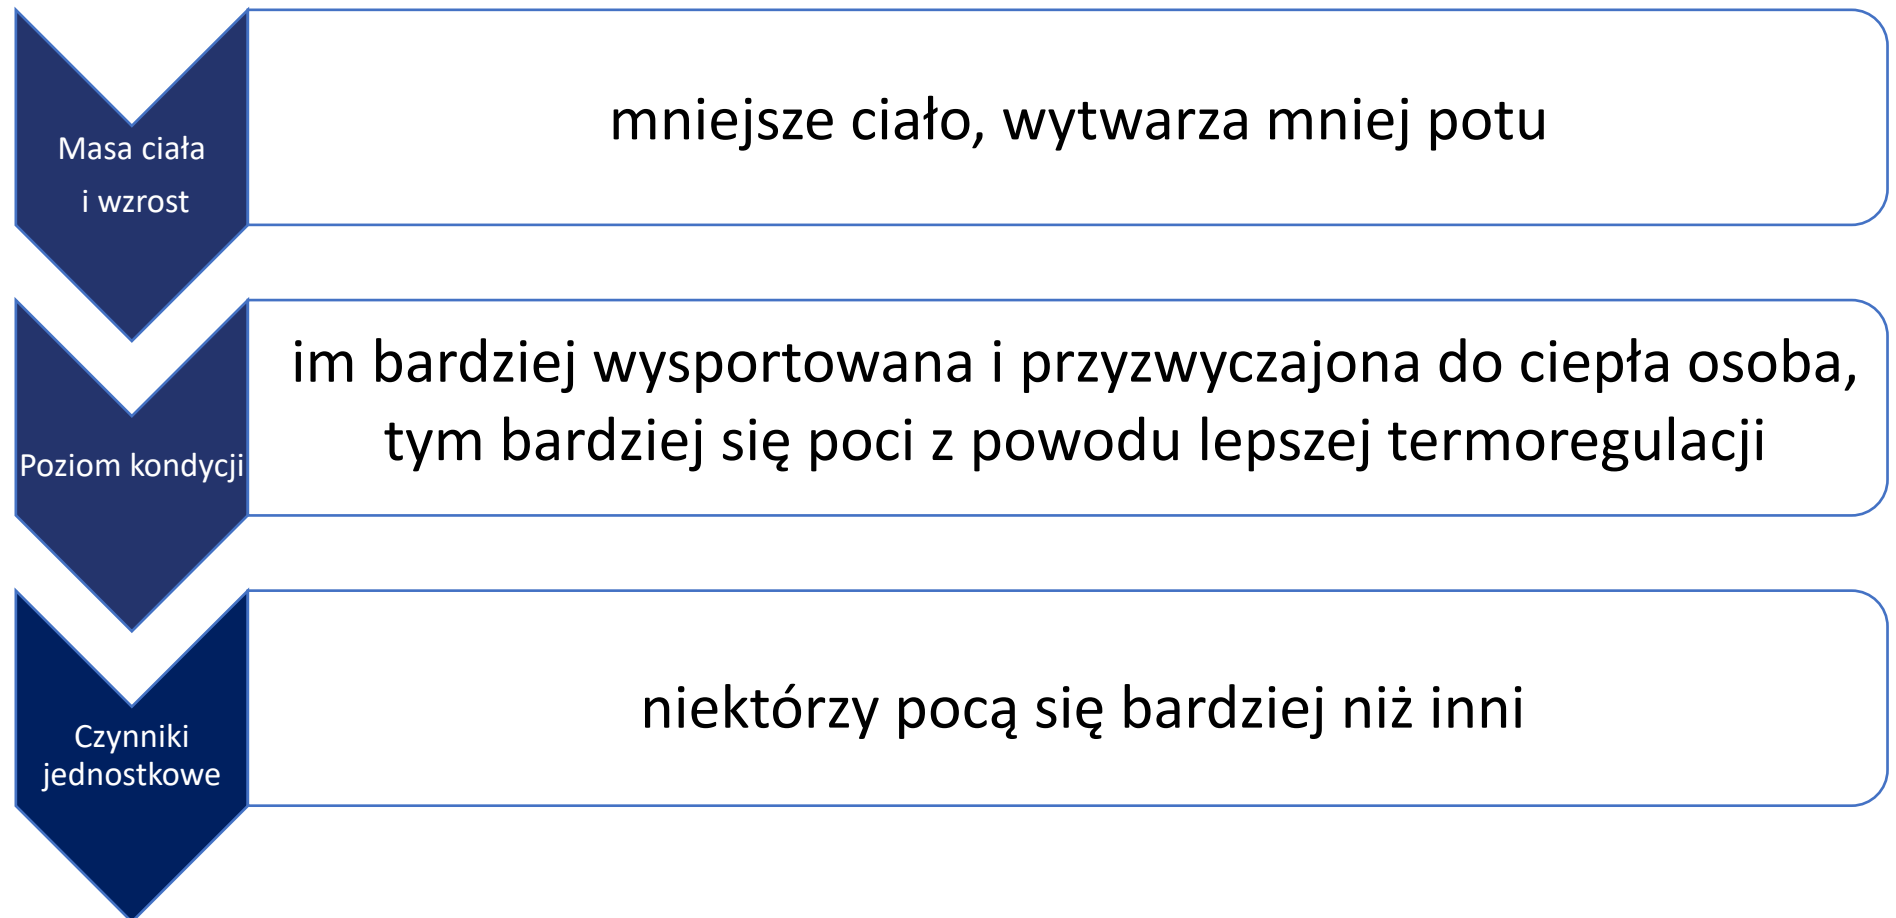 Masa ciała
i wzrost
mniejsze ciało, wytwarza mniej potu
Poziom kondycji
im bardziej wysportowana i przyzwyczajona do ciepła osoba,
tym bardziej się poci z powodu lepszej termoregulacji
Czynniki
jednostkowe
niektórzy pocą się bardziej niż inni